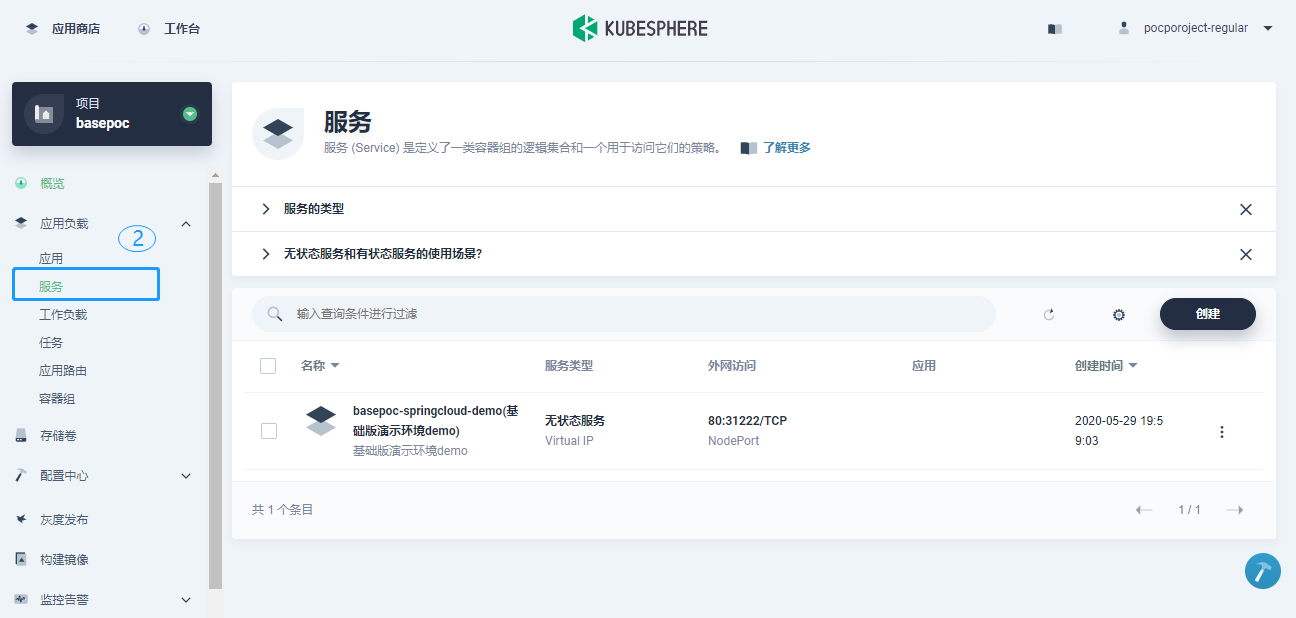 应用商店
工作台
KUBESPHERE
pocporoject-regular
项目
basepoc
概览
应用负载
2
应用
服务
工作负载
任务
应用路由
容器组
存储卷
配置中心
灰度发布
构建镜像
监控告警
服务
服务 (Service) 是定义了一类容器组的逻辑集合和一个用于访问它们的策略。
了解更多
服务的类型
无状态服务和有状态服务的使用场景?
输入查询条件进行过滤
创建
名称
服务类型
外网访问
应用
创建时间
basepoc-springcloud-demo(基
础版演示环境demo)
基础版演示环境demo
无状态服务
Virtual IP
80:31222/TCP
NodePort
2020-05-29 19:5
9:03
共 1 个条目
1 / 1